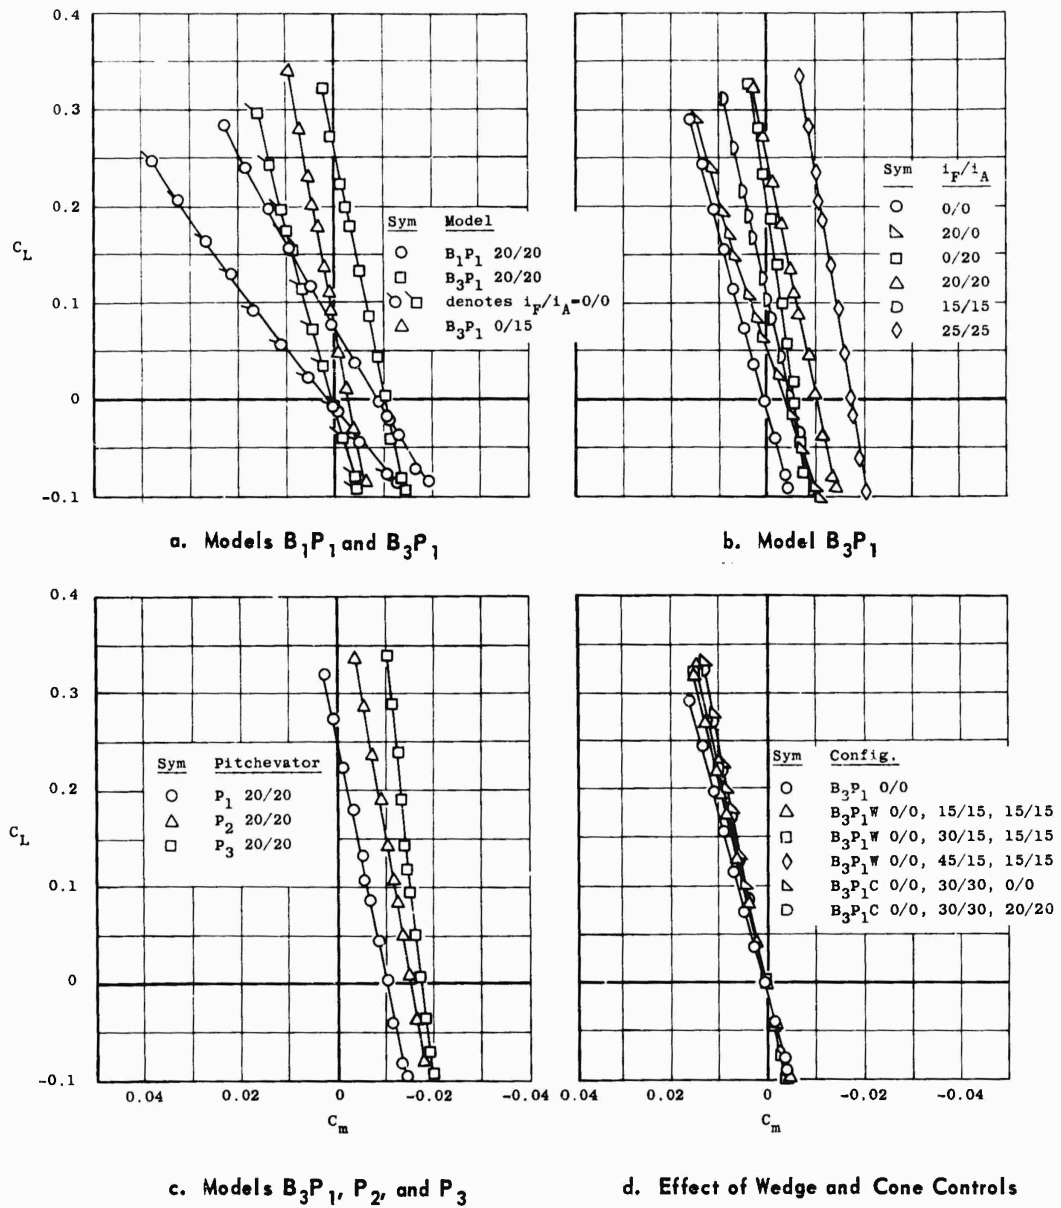 0.4
0.3
0.2
0.1
0
-0.1
C_L
Sym Model
B₁P₁ 20/20
B₃P₁ 20/20
denotes i_F/i_A=0/0
B₃P₁ 0/15
a. Models B₁P₁ and B₃P₁
Sym i_F/i_A
0/0
20/0
0/20
20/20
15/15
25/25
b. Model B₃P₁
0.4
0.3
0.2
0.1
0
-0.1
C_L
Sym Pitchevator
P₁ 20/20
P₂ 20/20
P₃ 20/20
0.04 0.02 0 -0.02 -0.04
C_m
c. Models B₃P₁, P₂, and P₃
Sym Config.
B₃P₁ 0/0
B₃P₁W 0/0, 15/15, 15/15
B₃P₁W 0/0, 30/15, 15/15
B₃P₁W 0/0, 45/15, 15/15
B₃P₁C 0/0, 30/30, 0/0
B₃P₁C 0/0, 30/30, 20/20
0.04 0.02 0 -0.02 -0.04
C_m
d. Effect of Wedge and Cone Controls